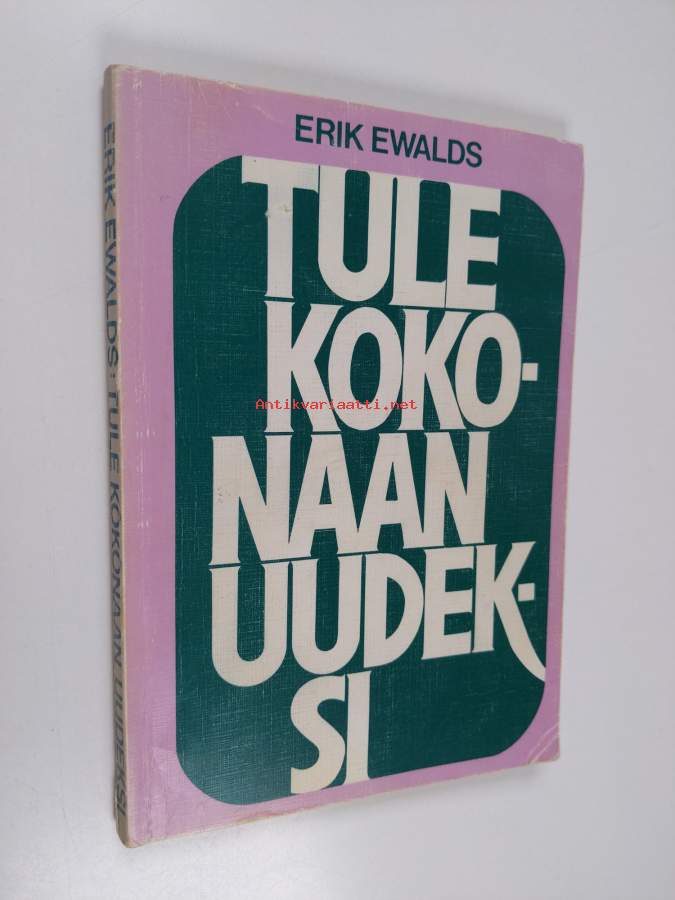 ERIK EWALDS
TULE
KOKO-
NAAN
UUDEK-
SI
ERIK EWALDS: TULE KOKONAAN UUDEKSI
Antikvariaatti.net